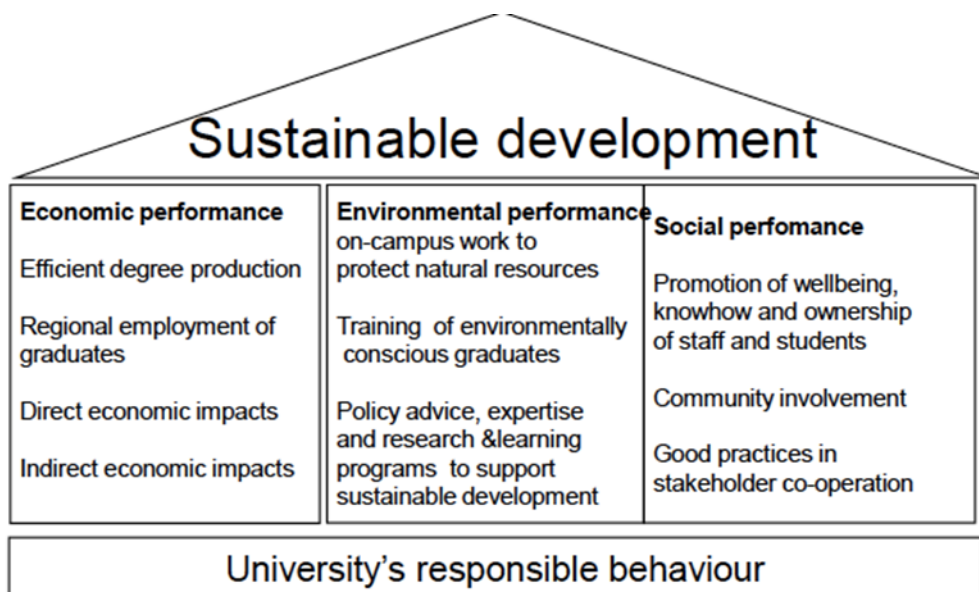 Sustainable development
Economic performance
Efficient degree production
Regional employment of
graduates
Direct economic impacts
Indirect economic impacts
Environmental performance
on-campus work to
protect natural resources
Training of environmentally
conscious graduates
Policy advice, expertise
and research &learning
programs to support
sustainable development
Social perfomance
Promotion of wellbeing,
knowhow and ownership
of staff and students
Community involvement
Good practices in
stakeholder co-operation
University's responsible behaviour